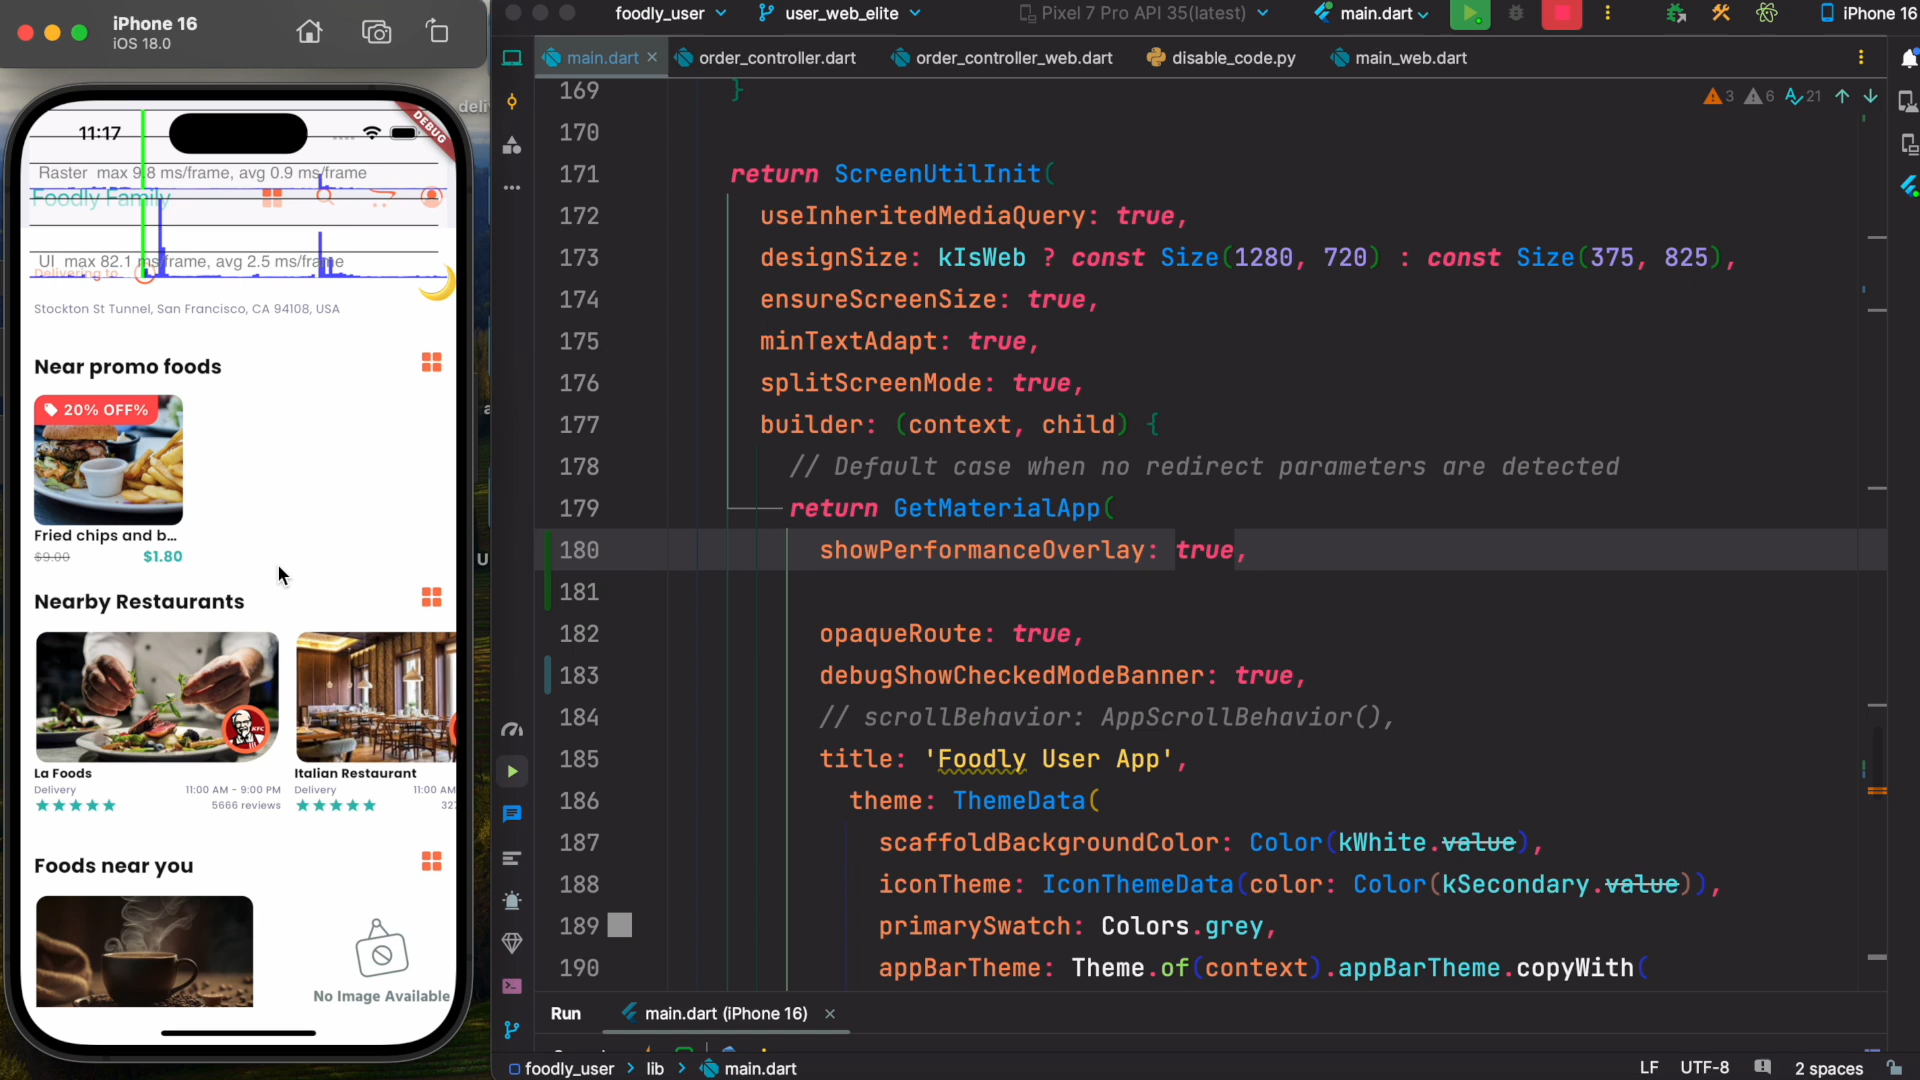 iPhone 16
iOS 18.0
deli
DEBUG
11:17
Raster max 9.8 ms/frame, avg 0.9 ms/frame
Foodly Family
UI max 82.1 ms/frame, avg 2.5 ms/frame
Delivering to
Stockton St Tunnel, San Francisco, CA 94108, USA
Near promo foods
20% OFF%
Fried chips and b...
$9.00 $1.80
Nearby Restaurants
KFC
La Foods
Delivery 11:00 AM - 9:00 PM
5666 reviews
Italian Restaurant
Delivery 11:00 AM
327
Foods near you
No Image Available
foodly_user user_web_elite Pixel 7 Pro API 35(latest) main.dart iPhone 16
main.dart order_controller.dart order_controller_web.dart disable_code.py main_web.dart
3 6 21
169 }
170
171 return ScreenUtilInit(
172 useInheritedMediaQuery: true,
173 designSize: kIsWeb ? const Size(1280, 720) : const Size(375, 825),
174 ensureScreenSize: true,
175 minTextAdapt: true,
176 splitScreenMode: true,
177 builder: (context, child) {
178 // Default case when no redirect parameters are detected
179 return GetMaterialApp(
180 showPerformanceOverlay: true,
181
182 opaqueRoute: true,
183 debugShowCheckedModeBanner: true,
184 // scrollBehavior: AppScrollBehavior(),
185 title: 'Foodly User App',
186 theme: ThemeData(
187 scaffoldBackgroundColor: Color(kWhite.value),
188 iconTheme: IconThemeData(color: Color(kSecondary.value)),
189 primarySwatch: Colors.grey,
190 appBarTheme: Theme.of(context).appBarTheme.copyWith(
Run main.dart (iPhone 16)
foodly_user > lib > main.dart LF UTF-8 2 spaces